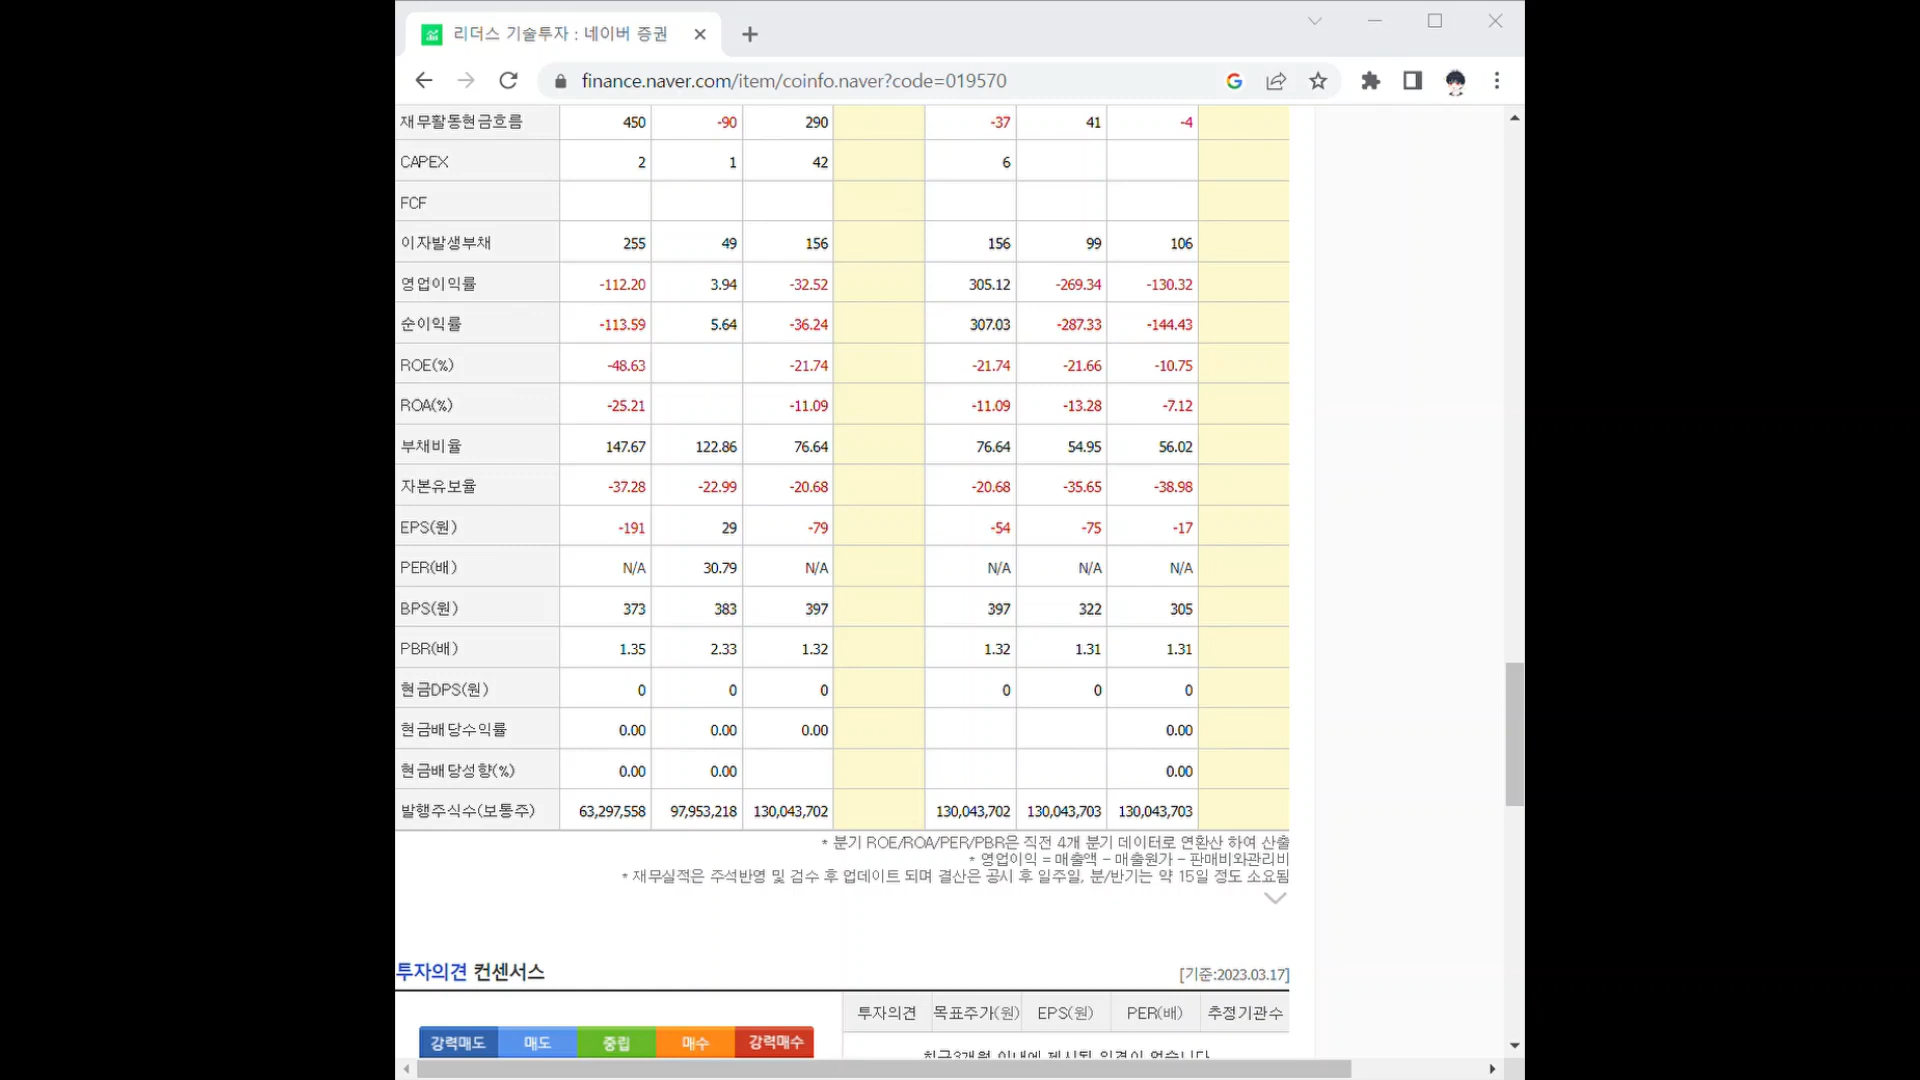 리더스 기술투자 : 네이버 증권
finance.naver.com/item/coinfo.naver?code=019570
재무활동현금흐름 450 -90 290 -37 41 -4
CAPEX 2 1 42 6
FCF
이자발생부채 255 49 156 156 99 106
영업이익률 -112.20 3.94 -32.52 305.12 -269.34 -130.32
순이익률 -113.59 5.64 -36.24 307.03 -287.33 -144.43
ROE(%) -48.63 -21.74 -21.74 -21.66 -10.75
ROA(%) -25.21 -11.09 -11.09 -13.28 -7.12
부채비율 147.67 122.86 76.64 76.64 54.95 56.02
자본유보율 -37.28 -22.99 -20.68 -20.68 -35.65 -38.98
EPS(원) -191 29 -79 -54 -75 -17
PER(배) N/A 30.79 N/A N/A N/A N/A
BPS(원) 373 383 397 397 322 305
PBR(배) 1.35 2.33 1.32 1.32 1.31 1.31
현금DPS(원) 0 0 0 0 0 0
현금배당수익률 0.00 0.00 0.00 0.00
현금배당성향(%) 0.00 0.00 0.00
발행주식수(보통주) 63,297,558 97,953,218 130,043,702 130,043,702 130,043,703 130,043,703
* 분기 ROE/ROA/PER/PBR은 직전 4개 분기 데이터로 연환산 하여 산출
* 영업이익 = 매출액 - 매출원가 - 판매비와관리비
* 재무실적은 주석반영 및 검수 후 업데이트 되며 결산은 공시 후 일주일, 분/반기는 약 15일 정도 소요됨
투자의견 컨센서스 [기준:2023.03.17]
투자의견 목표주가(원) EPS(원) PER(배) 추정기관수
강력매도 매도 중립 매수 강력매수
최근3개월 이내에 제시된 의견이 없습니다